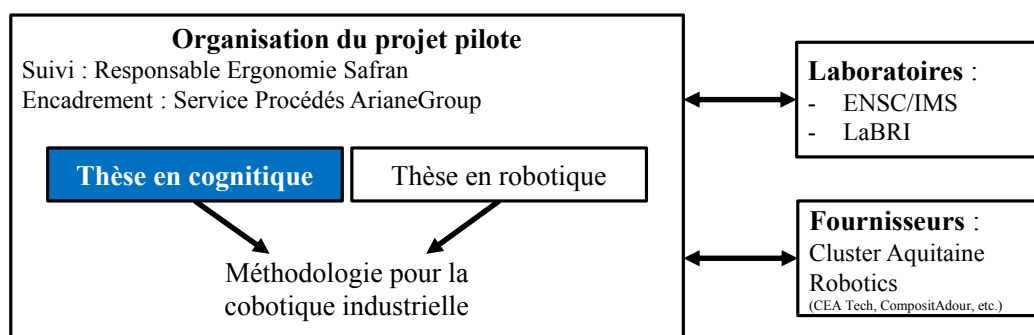 Organisation du projet pilote
Suivi : Responsable Ergonomie Safran
Encadrement : Service Procédés ArianeGroup
Thèse en cognitique
Thèse en robotique
Méthodologie pour la
cobotique industrielle
Laboratoires :
- ENSC/IMS
- LaBRI
Fournisseurs :
Cluster Aquitaine
Robotics
(CEA Tech, CompositAdour, etc.)